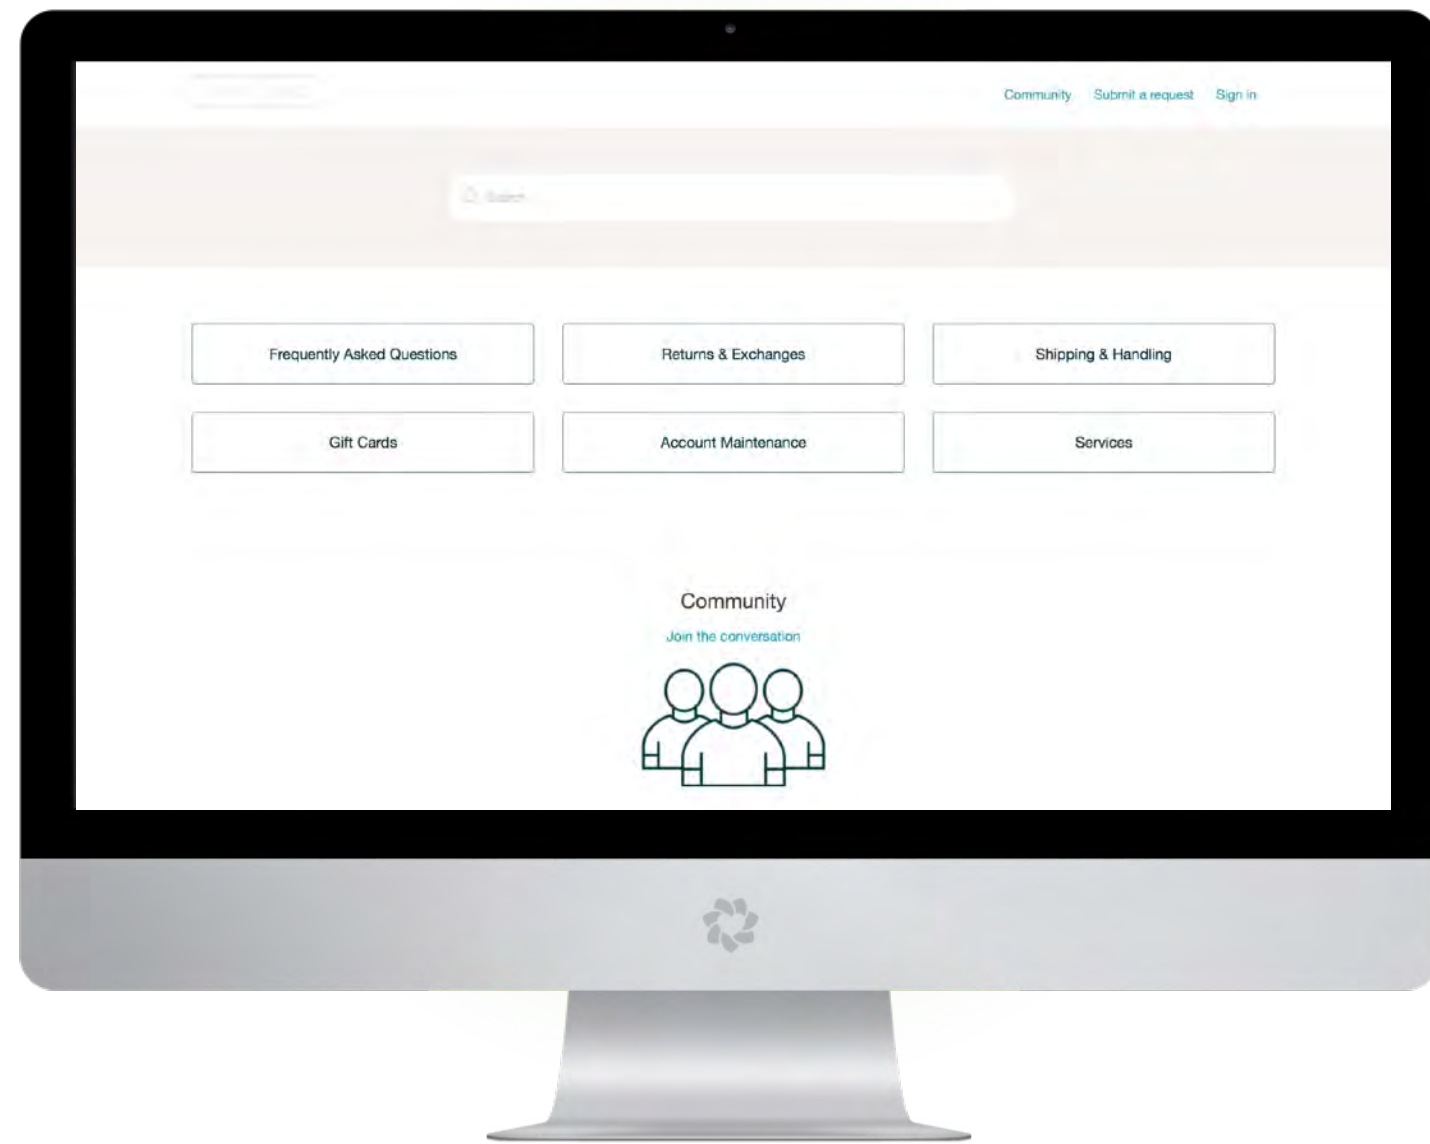 Community Submit a request Sign in
Search
Frequently Asked Questions Returns & Exchanges Shipping & Handling
Gift Cards Account Maintenance Services
Community
Join the conversation